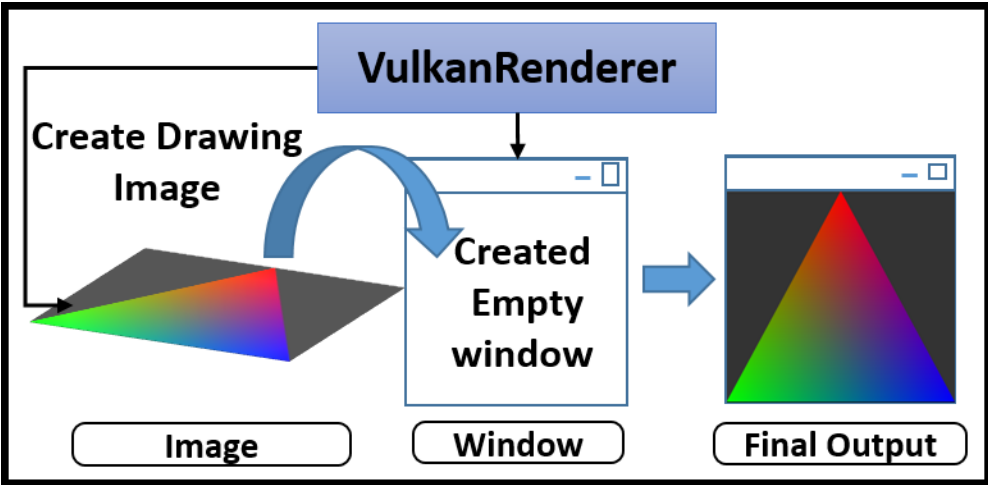 VulkanRenderer
Create Drawing
Image
Created
Empty
window
Image
Window
Final Output